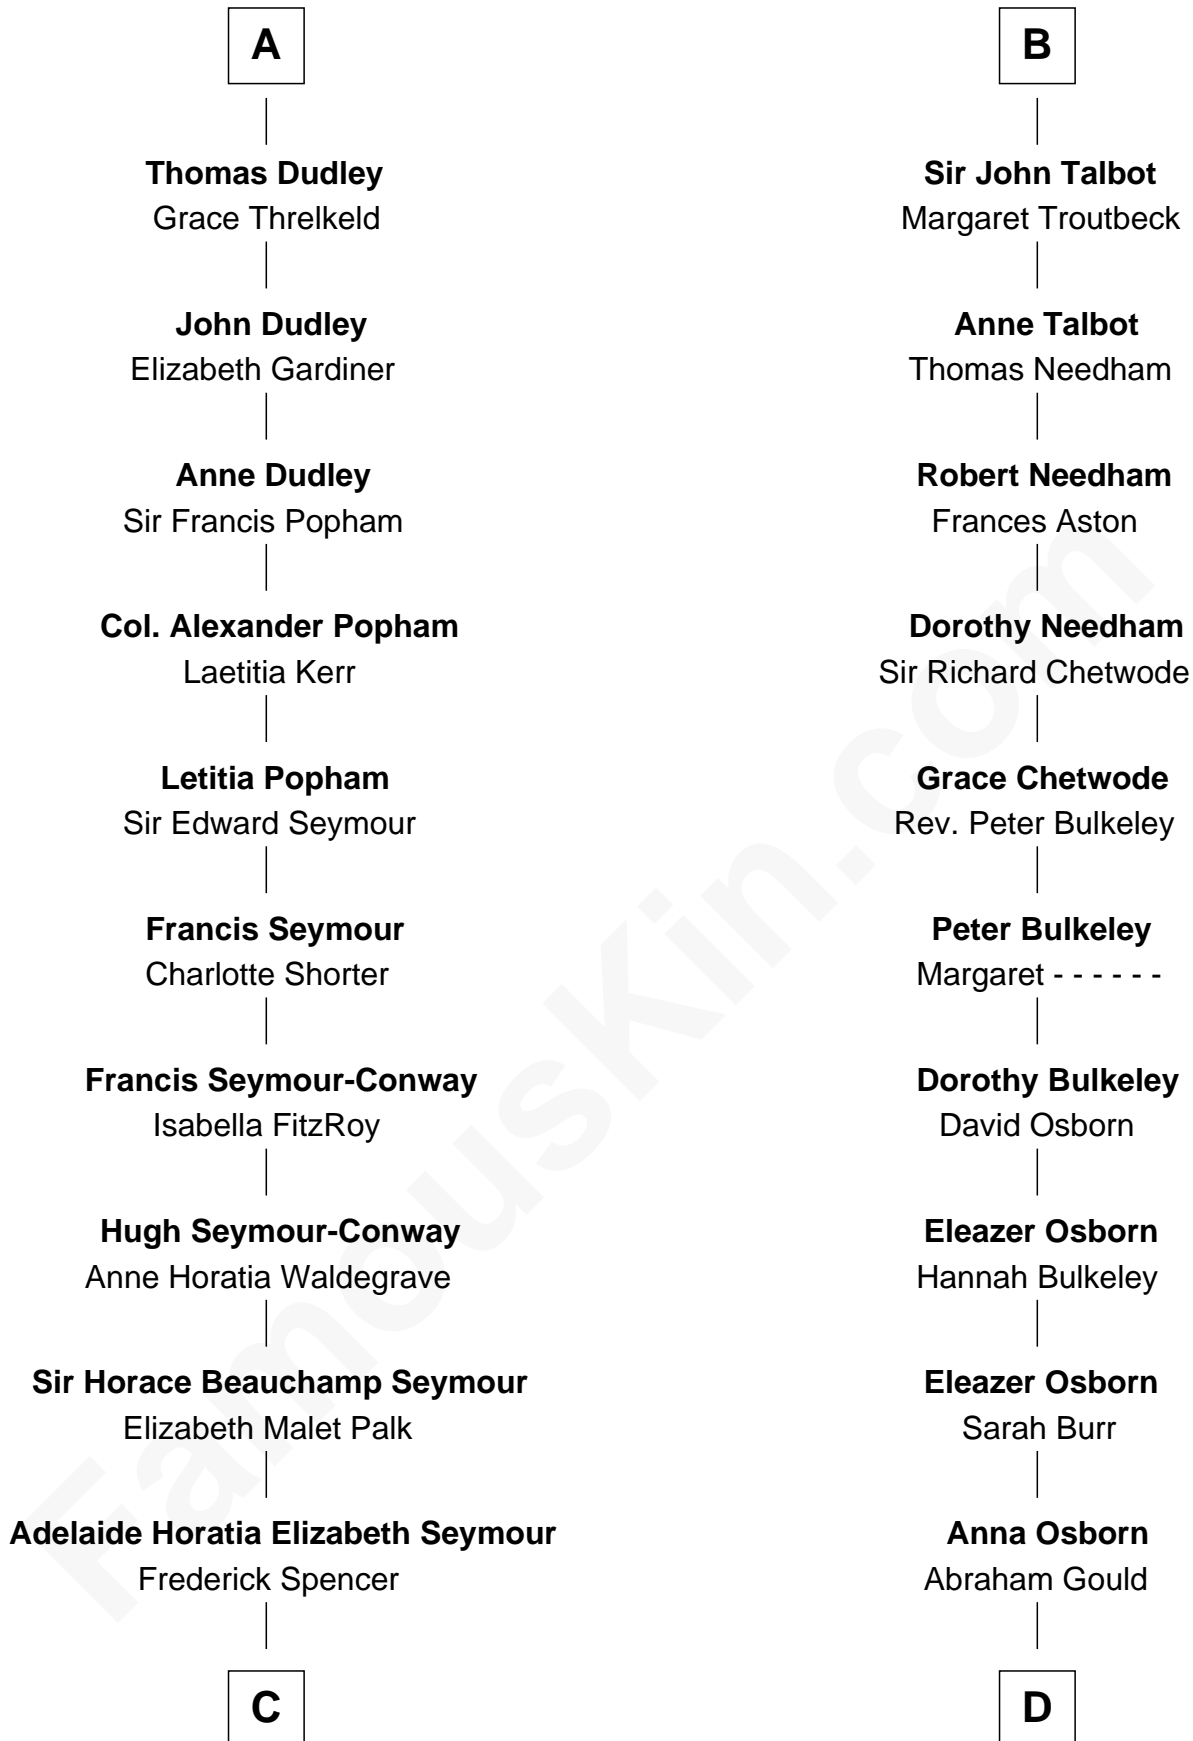 A
Thomas Dudley
Grace Threlkeld
John Dudley
Elizabeth Gardiner
Anne Dudley
Sir Francis Popham
Col. Alexander Popham
Laetitia Kerr
Letitia Popham
Sir Edward Seymour
Francis Seymour
Charlotte Shorter
Francis Seymour-Conway
Isabella FitzRoy
Hugh Seymour-Conway
Anne Horatia Waldegrave
Sir Horace Beauchamp Seymour
Elizabeth Malet Palk
Adelaide Horatia Elizabeth Seymour
Frederick Spencer
C
B
Sir John Talbot
Margaret Troutbeck
Anne Talbot
Thomas Needham
Robert Needham
Frances Aston
Dorothy Needham
Sir Richard Chetwode
Grace Chetwode
Rev. Peter Bulkeley
Peter Bulkeley
Margaret - - - - - -
Dorothy Bulkeley
David Osborn
Eleazer Osborn
Hannah Bulkeley
Eleazer Osborn
Sarah Burr
Anna Osborn
Abraham Gould
D
FamousKin.com